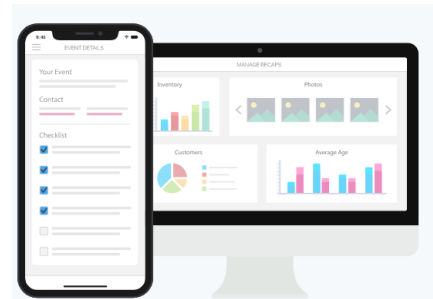 9:41
EVENT DETAILS
Your Event
Contact
Checklist
MANAGE RECAPS
Inventory
Photos
Customers
Average Age